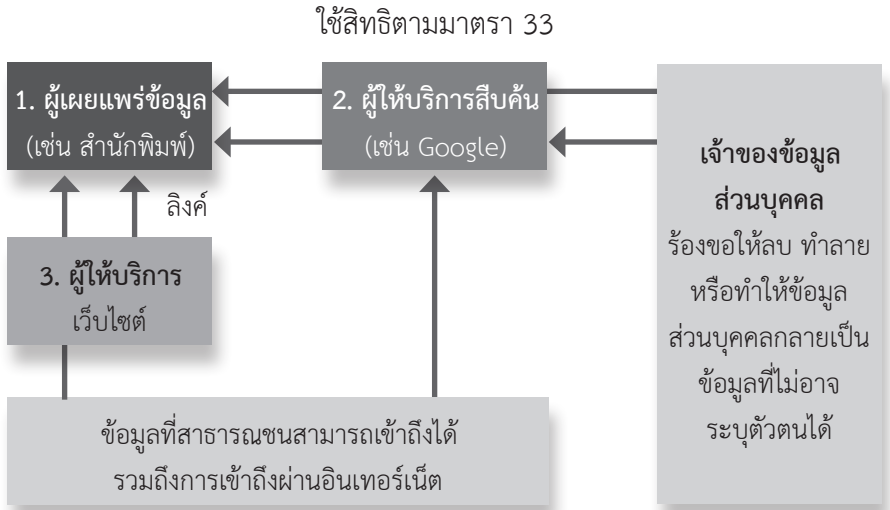 ใช้สิทธิตามมาตรา 33
1. ผู้เผยแพร่ข้อมูล
(เช่น สำนักพิมพ์)
2. ผู้ให้บริการสืบค้น
(เช่น Google)
เจ้าของข้อมูล
ส่วนบุคคล
ร้องขอให้ลบ ทำลาย
หรือทำให้ข้อมูล
ส่วนบุคคลกลายเป็น
ข้อมูลที่ไม่อาจ
ระบุตัวตนได้
ลิงค์
3. ผู้ให้บริการ
เว็บไซต์
ข้อมูลที่สาธารณชนสามารถเข้าถึงได้
รวมถึงการเข้าถึงผ่านอินเทอร์เน็ต